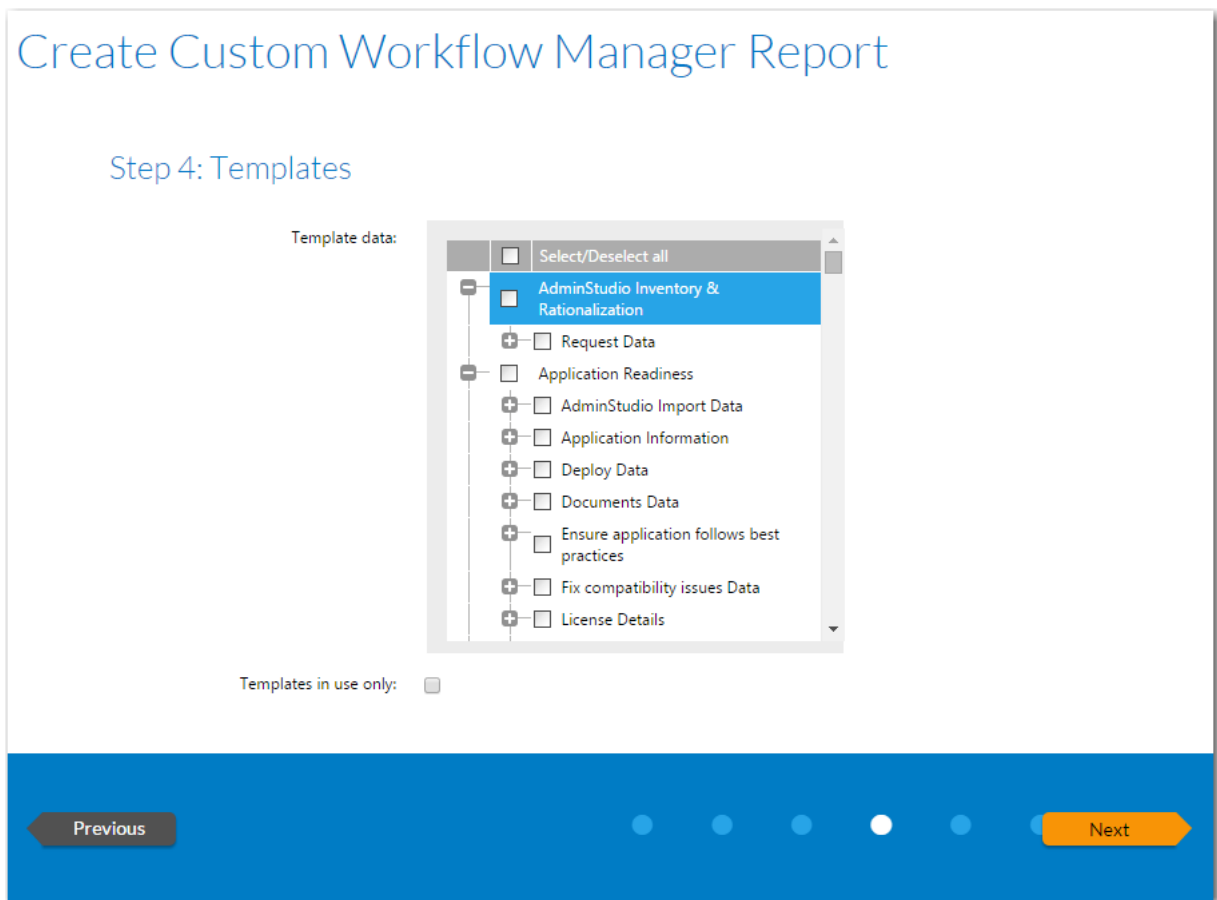 Create Custom Workflow Manager Report
Step 4: Templates
Template data:
Select/Deselect all
AdminStudio Inventory &
Rationalization
Request Data
Application Readiness
AdminStudio Import Data
Application Information
Deploy Data
Documents Data
Ensure application follows best
practices
Fix compatibility issues Data
License Details
Templates in use only:
Previous
Next